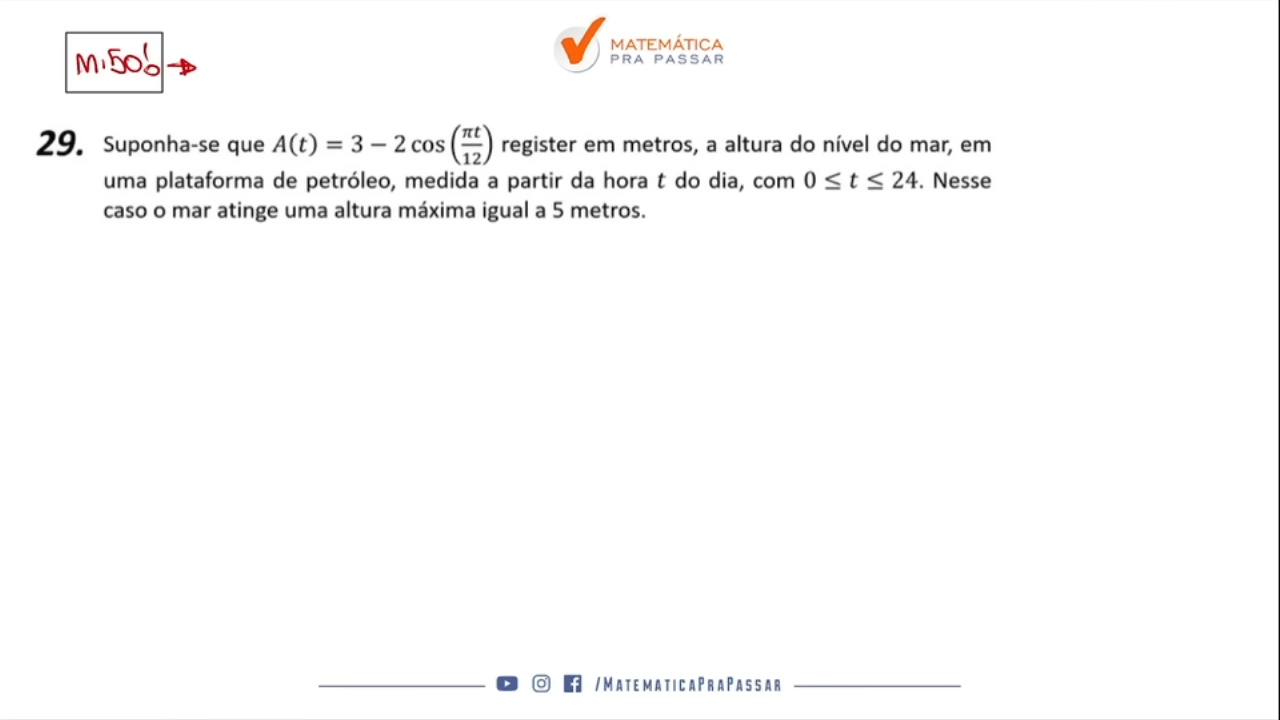 M.50!
MATEMÁTICA
PRA PASSAR
29. Suponha-se que A(t) = 3 − 2 cos(πt/12) register em metros, a altura do nível do mar, em
uma plataforma de petróleo, medida a partir da hora t do dia, com 0 ≤ t ≤ 24. Nesse
caso o mar atinge uma altura máxima igual a 5 metros.
/MATEMATICAPRAPASSAR